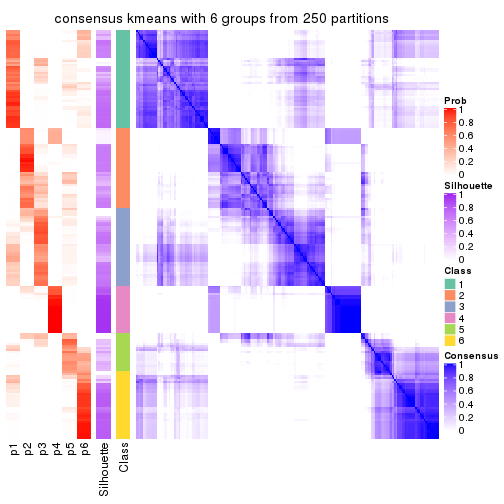 consensus kmeans with 6 groups from 250 partitions
Prob
1
0.8
0.6
0.4
0.2
0
Silhouette
1
0.8
0.6
0.4
0.2
0
Class
1
2
3
4
5
6
Consensus
1
0.8
0.6
0.4
0.2
0
p1
p2
p3
p4
p5
p6
Silhouette
Class